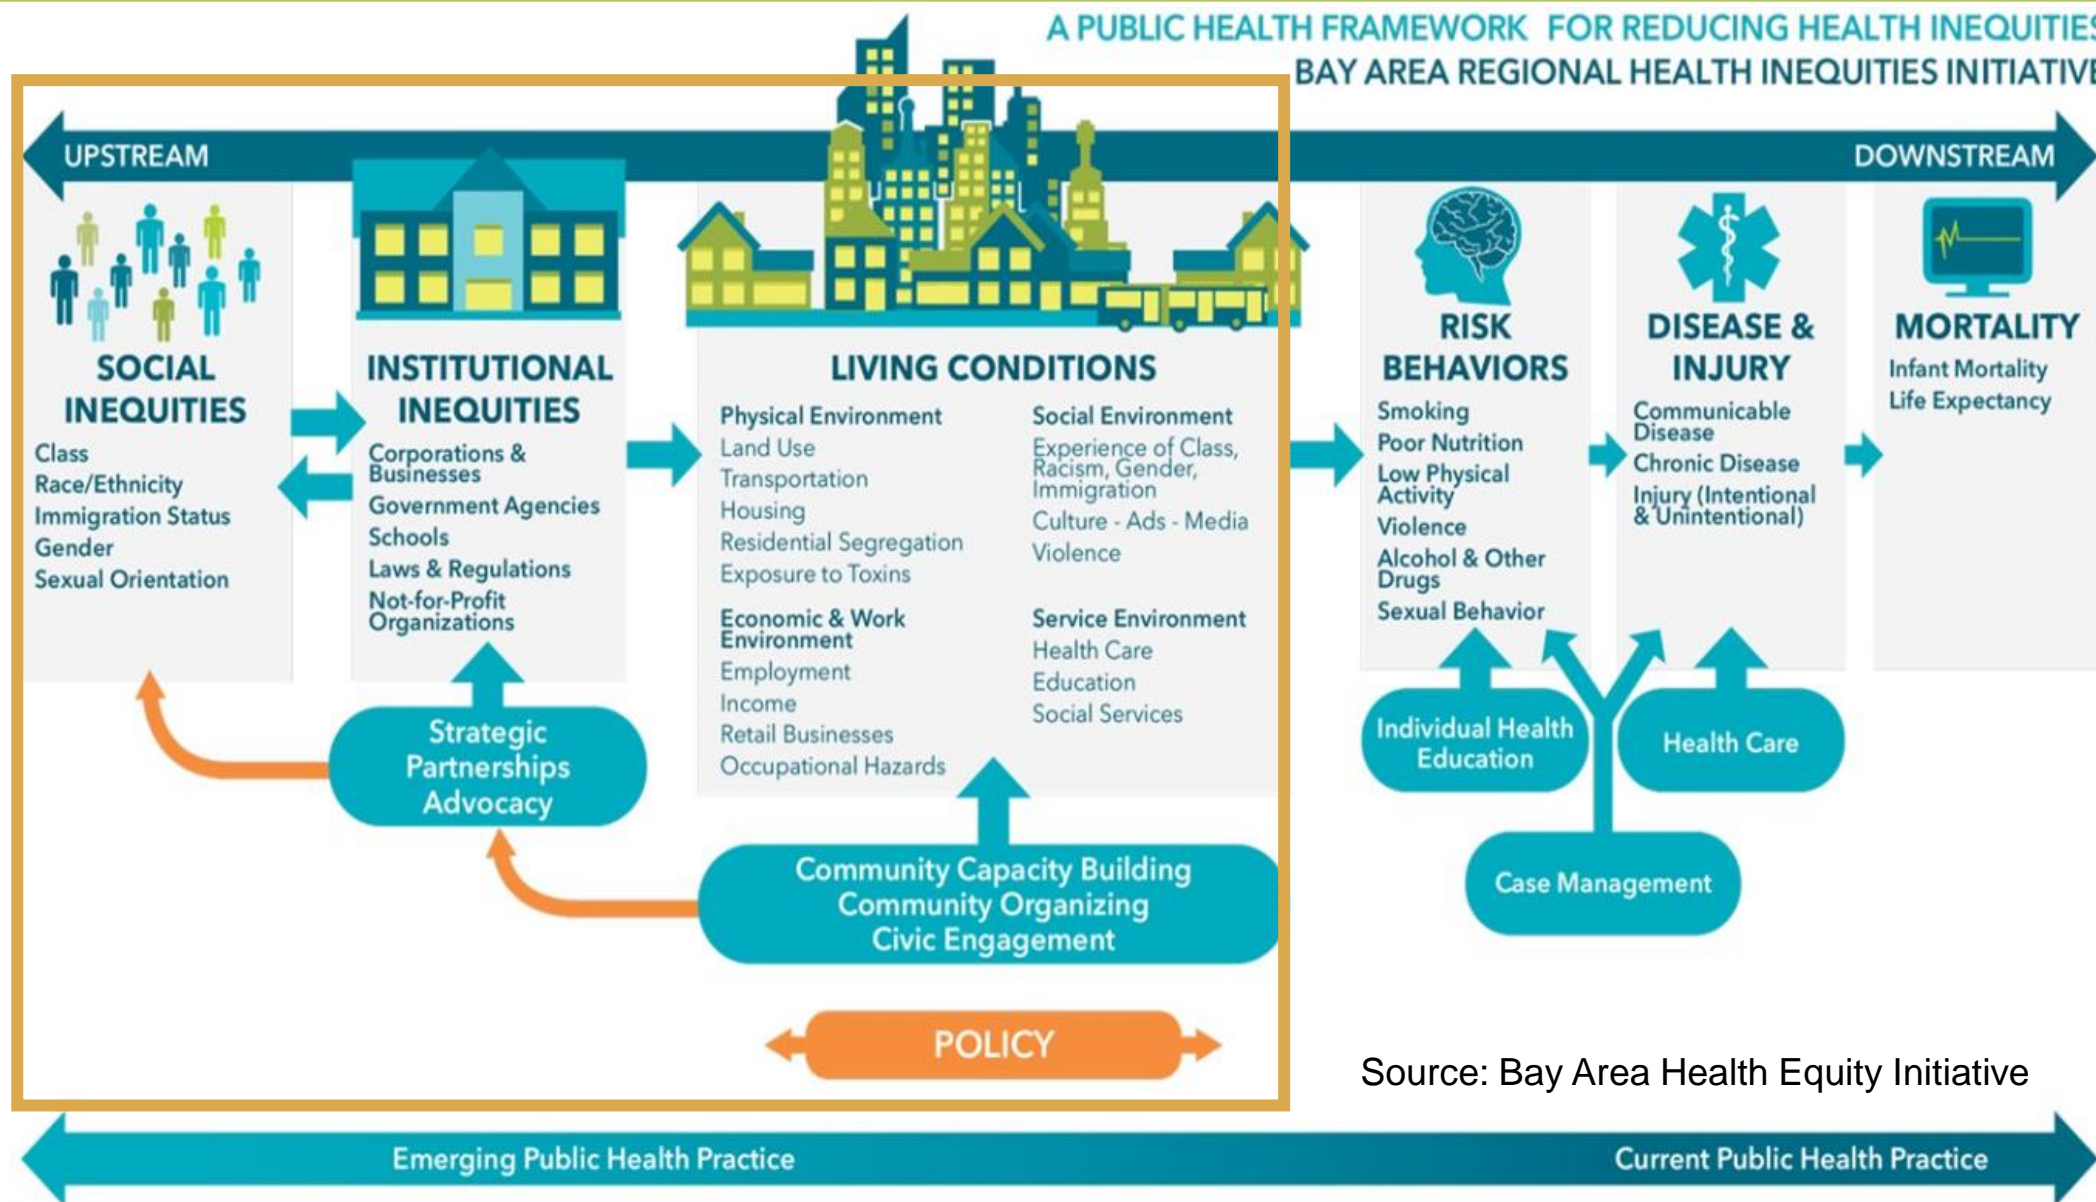 A PUBLIC HEALTH FRAMEWORK FOR REDUCING HEALTH INEQUITIES
BAY AREA REGIONAL HEALTH INEQUITIES INITIATIVE
UPSTREAM
DOWNSTREAM
SOCIAL
INEQUITIES
Class
Race/Ethnicity
Immigration Status
Gender
Sexual Orientation
INSTITUTIONAL
INEQUITIES
Corporations &
Businesses
Government Agencies
Schools
Laws & Regulations
Not-for-Profit
Organizations
LIVING CONDITIONS
Physical Environment
Land Use
Transportation
Housing
Residential Segregation
Exposure to Toxins
Economic & Work
Environment
Employment
Income
Retail Businesses
Occupational Hazards
Social Environment
Experience of Class,
Racism, Gender,
Immigration
Culture - Ads - Media
Violence
Service Environment
Health Care
Education
Social Services
RISK
BEHAVIORS
Smoking
Poor Nutrition
Low Physical
Activity
Violence
Alcohol & Other
Drugs
Sexual Behavior
DISEASE &
INJURY
Communicable
Disease
Chronic Disease
Injury (Intentional
& Unintentional)
MORTALITY
Infant Mortality
Life Expectancy
Strategic
Partnerships
Advocacy
Community Capacity Building
Community Organizing
Civic Engagement
Individual Health
Education
Health Care
Case Management
POLICY
Source: Bay Area Health Equity Initiative
Emerging Public Health Practice
Current Public Health Practice